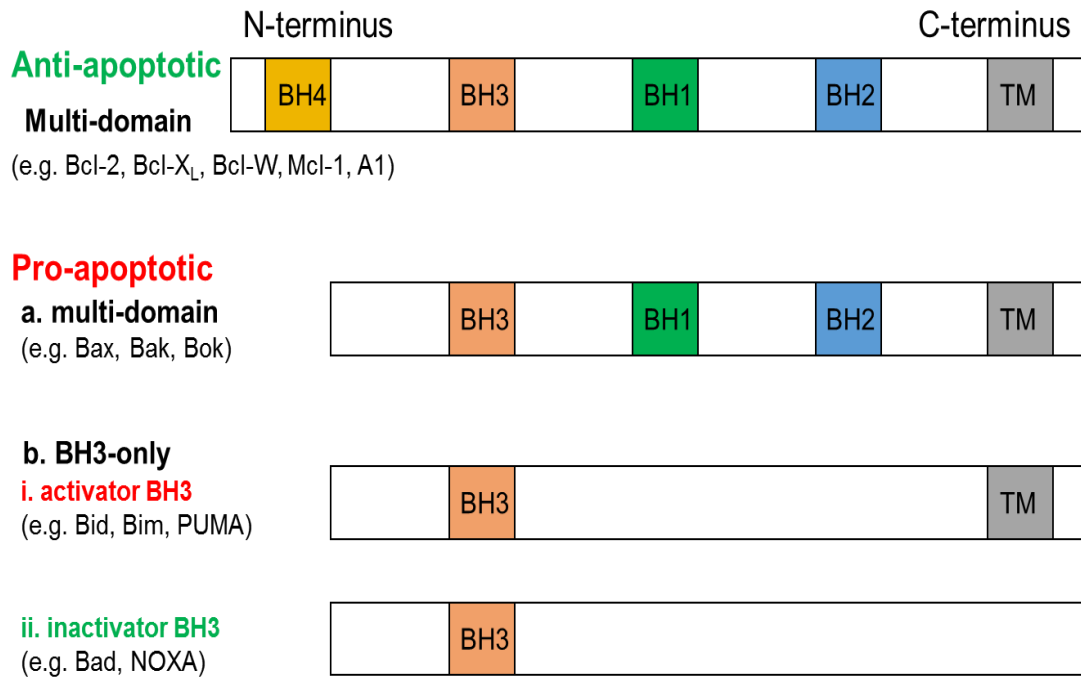 N-terminus C-terminus
Anti-apoptotic
BH4 BH3 BH1 BH2 TM
Multi-domain
(e.g. Bcl-2, Bcl-XL, Bcl-W, Mcl-1, A1)
Pro-apoptotic
a. multi-domain
BH3 BH1 BH2 TM
(e.g. Bax, Bak, Bok)
b. BH3-only
i. activator BH3
BH3 TM
(e.g. Bid, Bim, PUMA)
ii. inactivator BH3
BH3
(e.g. Bad, NOXA)